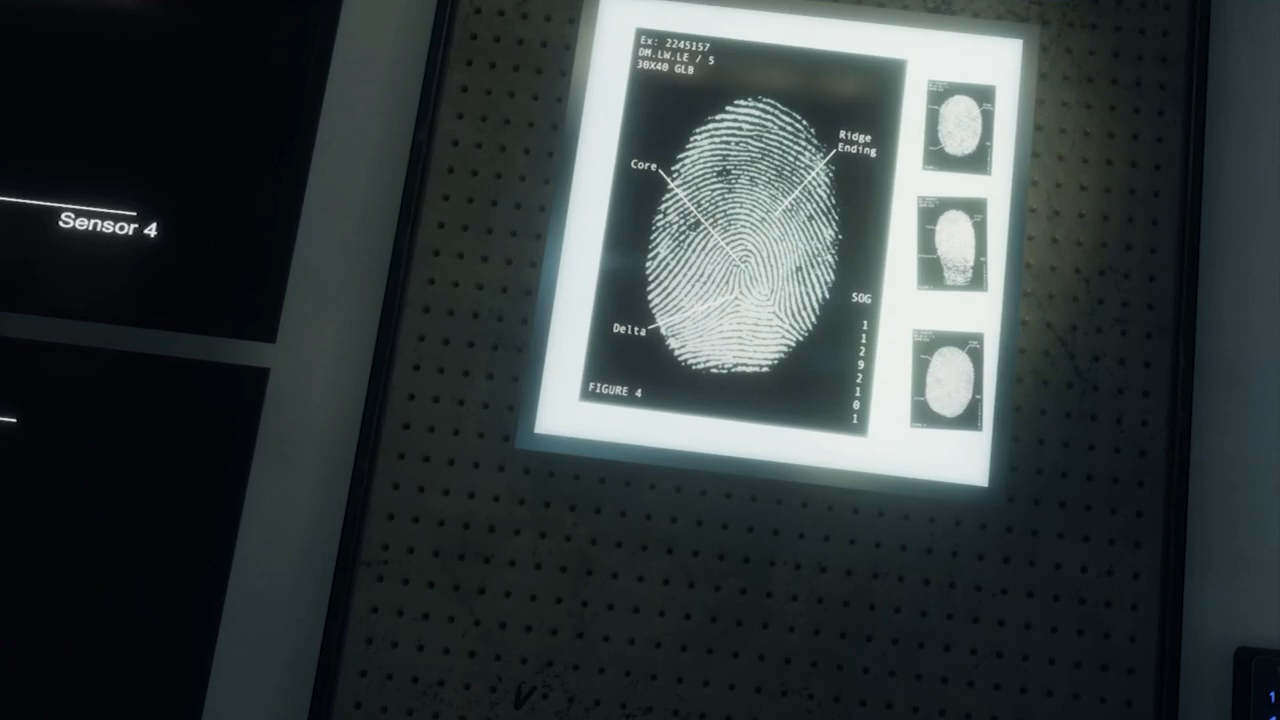 Sensor 4
Ex: 2245157
DM.LW.LE / 5
30X40 GLB
Ridge
Ending
Core
Delta
SOG
1
1
2
9
2
1
0
1
FIGURE 4